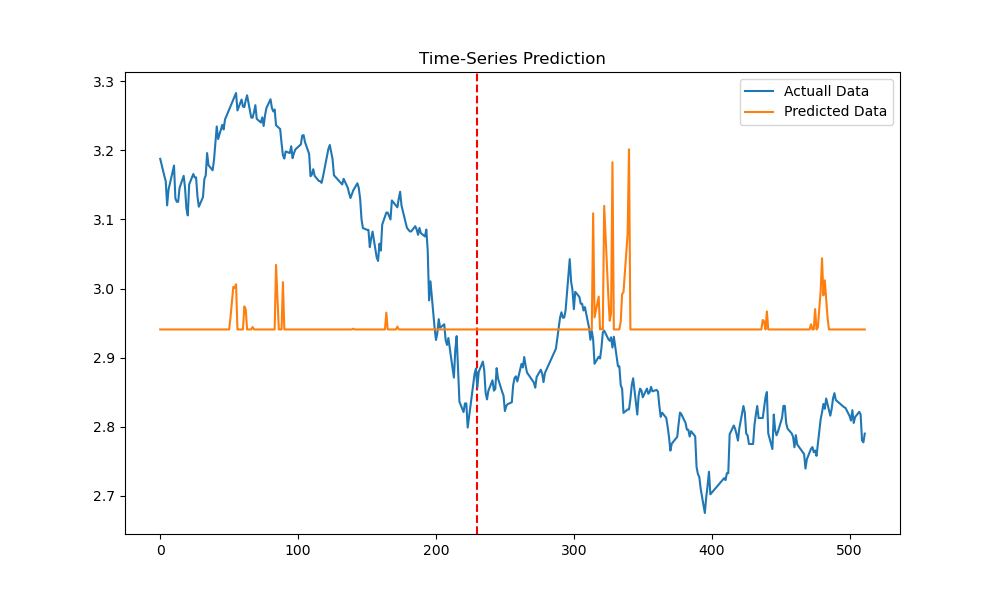 Time-Series Prediction
Actuall Data
Predicted Data
3.3
3.2
3.1
3.0
2.9
2.8
2.7
0 100 200 300 400 500